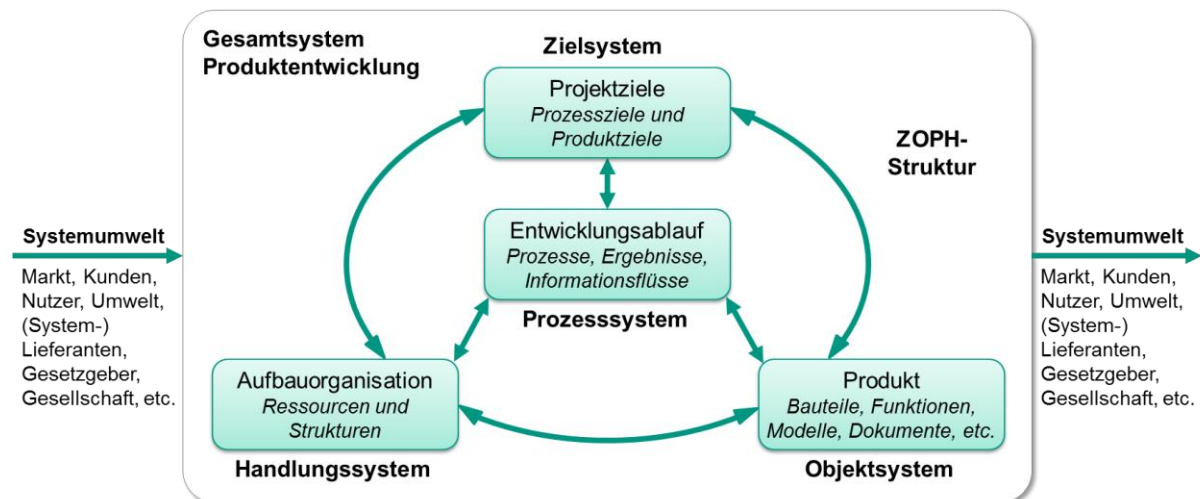 Gesamtsystem
Produktentwicklung
Zielsystem
Projektziele
Prozessziele und
Produktziele
ZOPH-
Struktur
Systemumwelt
Markt, Kunden,
Nutzer, Umwelt,
(System-)
Lieferanten,
Gesetzgeber,
Gesellschaft, etc.
Entwicklungsablauf
Prozesse, Ergebnisse,
Informationsflüsse
Prozesssystem
Systemumwelt
Markt, Kunden,
Nutzer, Umwelt,
(System-)
Lieferanten,
Gesetzgeber,
Gesellschaft, etc.
Aufbauorganisation
Ressourcen und
Strukturen
Handlungssystem
Produkt
Bauteile, Funktionen,
Modelle, Dokumente, etc.
Objektsystem